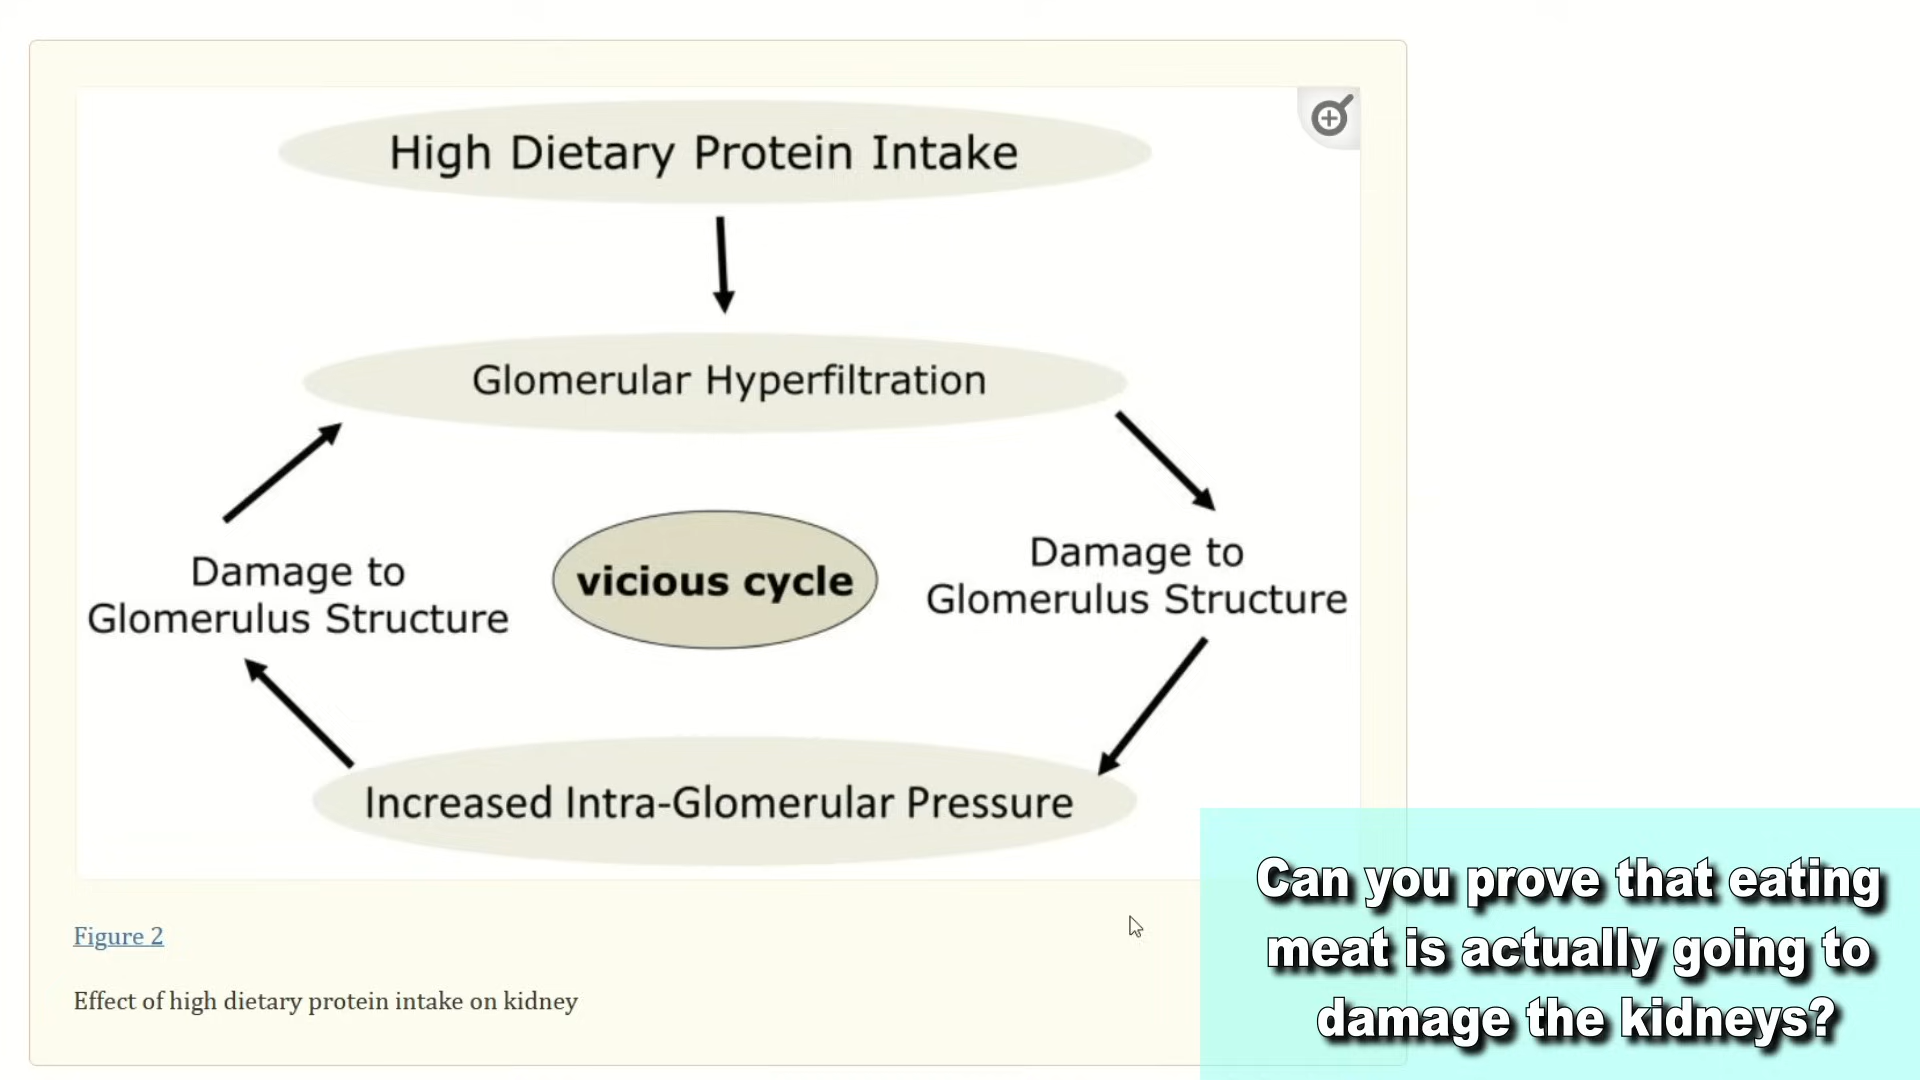 High Dietary Protein Intake
Glomerular Hyperfiltration
Damage to
Glomerulus Structure
vicious cycle
Damage to
Glomerulus Structure
Increased Intra-Glomerular Pressure
Figure 2
Effect of high dietary protein intake on kidney
Can you prove that eating
meat is actually going to
damage the kidneys?